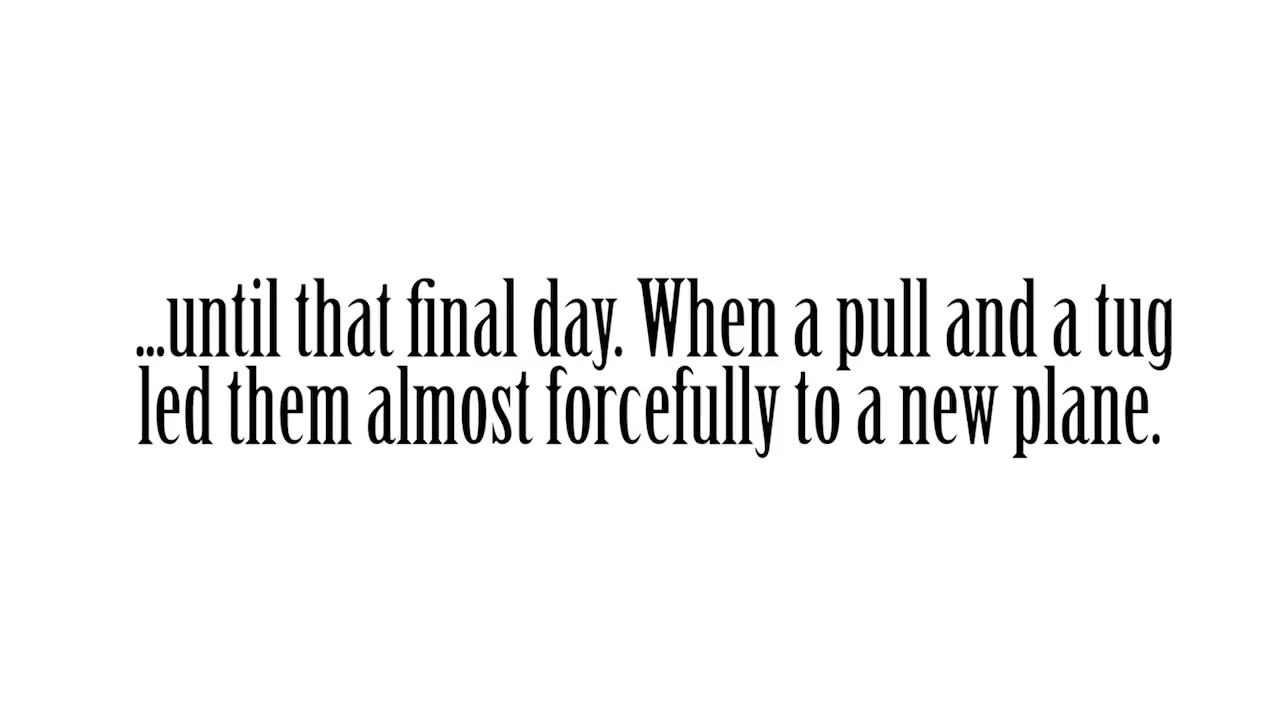 ...until that final day. When a pull and a tug
led them almost forcefully to a new plane.